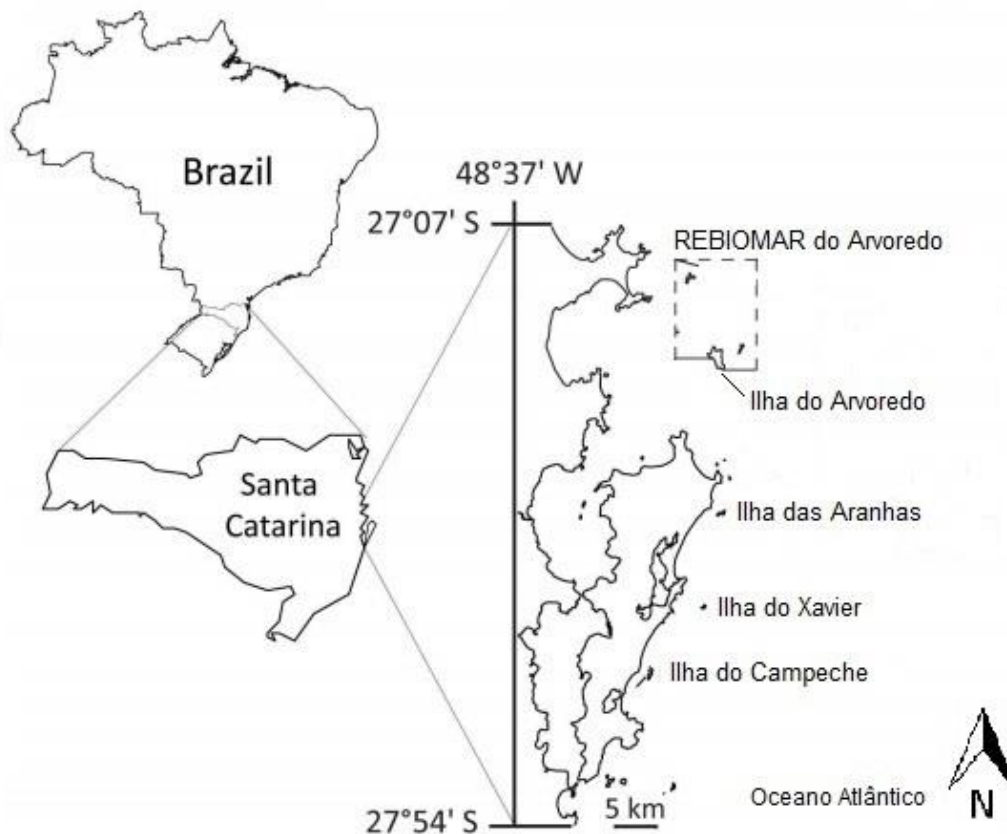 Brazil
48°37' W
27°07' S
REBIOMAR do Arvoredo
Ilha do Arvoredo
Santa
Catarina
Ilha das Aranhas
Ilha do Xavier
Ilha do Campeche
27°54' S
5 km
Oceano Atlântico
N